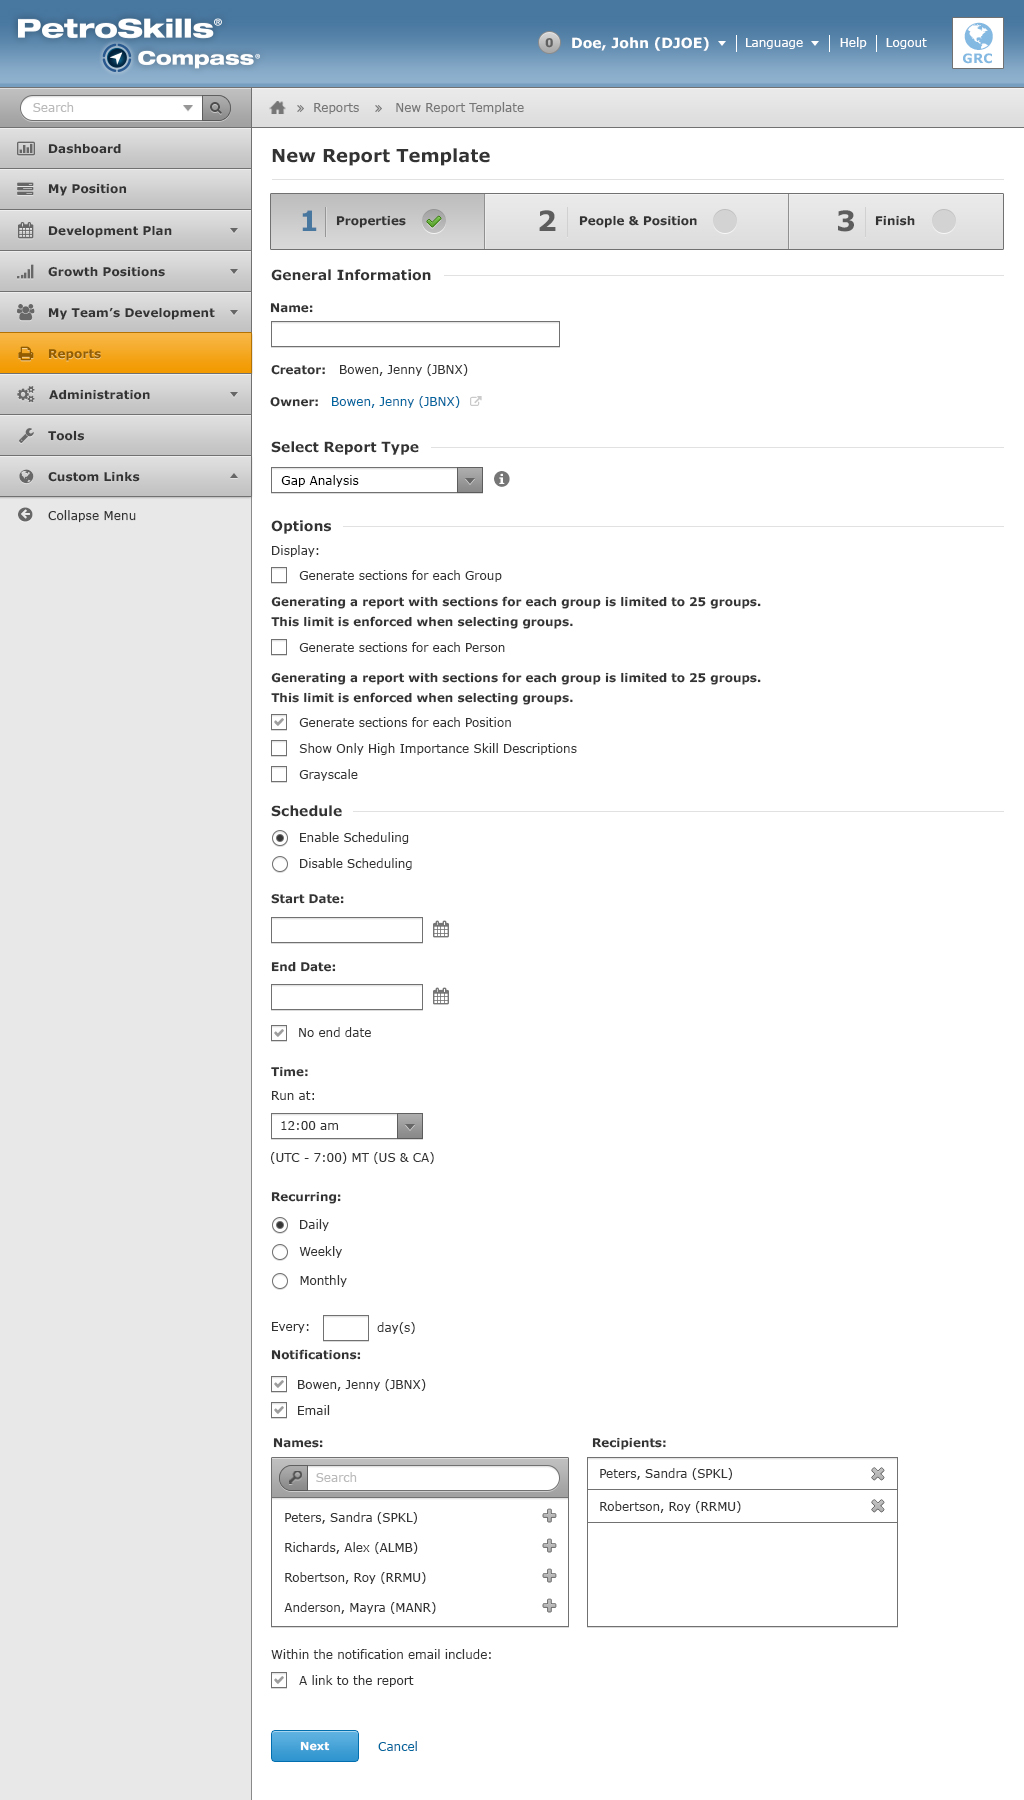 PetroSkills®
Compass®
0 Doe, John (DJOE) Language Help Logout
GRC
Search
» Reports » New Report Template
Dashboard
My Position
Development Plan
Growth Positions
My Team's Development
Reports
Administration
Tools
Custom Links
Collapse Menu
New Report Template
1 Properties 2 People & Position 3 Finish
General Information
Name:
Creator: Bowen, Jenny (JBNX)
Owner: Bowen, Jenny (JBNX)
Select Report Type
Gap Analysis
Options
Display:
Generate sections for each Group
Generating a report with sections for each group is limited to 25 groups.
This limit is enforced when selecting groups.
Generate sections for each Person
Generating a report with sections for each group is limited to 25 groups.
This limit is enforced when selecting groups.
Generate sections for each Position
Show Only High Importance Skill Descriptions
Grayscale
Schedule
Enable Scheduling
Disable Scheduling
Start Date:
End Date:
No end date
Time:
Run at:
12:00 am
(UTC - 7:00) MT (US & CA)
Recurring:
Daily
Weekly
Monthly
Every: day(s)
Notifications:
Bowen, Jenny (JBNX)
Email
Names:
Search
Peters, Sandra (SPKL)
Richards, Alex (ALMB)
Robertson, Roy (RRMU)
Anderson, Mayra (MANR)
Recipients:
Peters, Sandra (SPKL)
Robertson, Roy (RRMU)
Within the notification email include:
A link to the report
Next Cancel